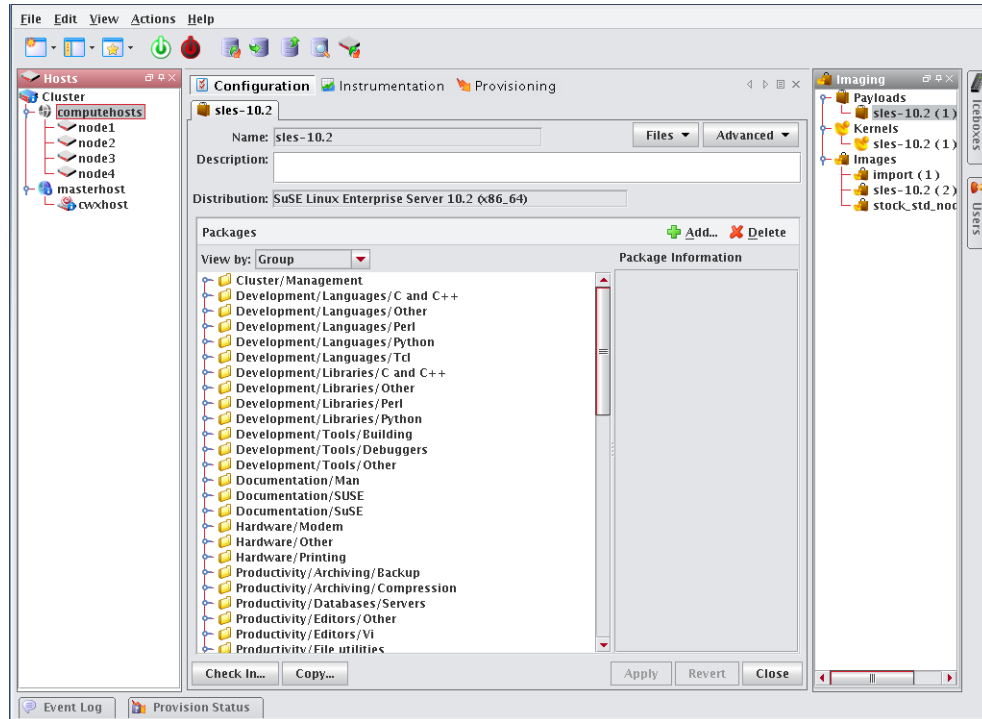 File Edit View Actions Help
Hosts
Cluster
computehosts
node1
node2
node3
node4
masterhost
cwxhost
Configuration Instrumentation Provisioning
sles-10.2
Name: sles-10.2 Files Advanced
Description:
Distribution: SuSE Linux Enterprise Server 10.2 (x86_64)
Packages Add... Delete
View by: Group Package Information
Cluster/Management
Development/Languages/C and C++
Development/Languages/Other
Development/Languages/Perl
Development/Languages/Python
Development/Languages/Tcl
Development/Libraries/C and C++
Development/Libraries/Other
Development/Libraries/Perl
Development/Libraries/Python
Development/Tools/Building
Development/Tools/Debuggers
Development/Tools/Other
Documentation/Man
Documentation/SUSE
Documentation/SuSE
Hardware/Modem
Hardware/Other
Hardware/Printing
Productivity/Archiving/Backup
Productivity/Archiving/Compression
Productivity/Databases/Servers
Productivity/Editors/Other
Productivity/Editors/Vi
Productivity/File utilities
Check In... Copy... Apply Revert Close
Imaging
Payloads
sles-10.2 (1)
Kernels
sles-10.2 (1)
Images
import (1)
sles-10.2 (2)
stock_std_nod
Iceboxes
Users
Event Log Provision Status